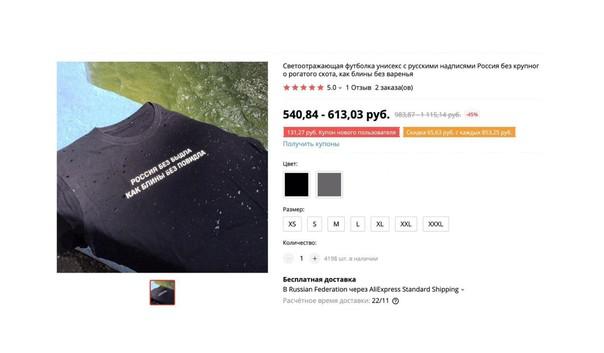 Светоотражающая футболка унисекс с русскими надписями Россия без крупног
о рогатого скота, как блины без варенья
5.0 1 Отзыв 2 заказа(ов)
540,84 - 613,03 руб. 983,87 - 1 115,14 руб. -45%
131,27 руб. Купон нового пользователя Скидка 65,63 руб. с каждых 853,25 руб.
Получить купоны
РОССИЯ БЕЗ БЫДЛА
КАК БЛИНЫ БЕЗ ПОВИДЛА
Цвет:
Размер:
XS S M L XL XXL XXXL
Количество:
− 1 + 4198 шт. в наличии
Бесплатная доставка
В Russian Federation через AliExpress Standard Shipping
Расчётное время доставки: 22/11 ?